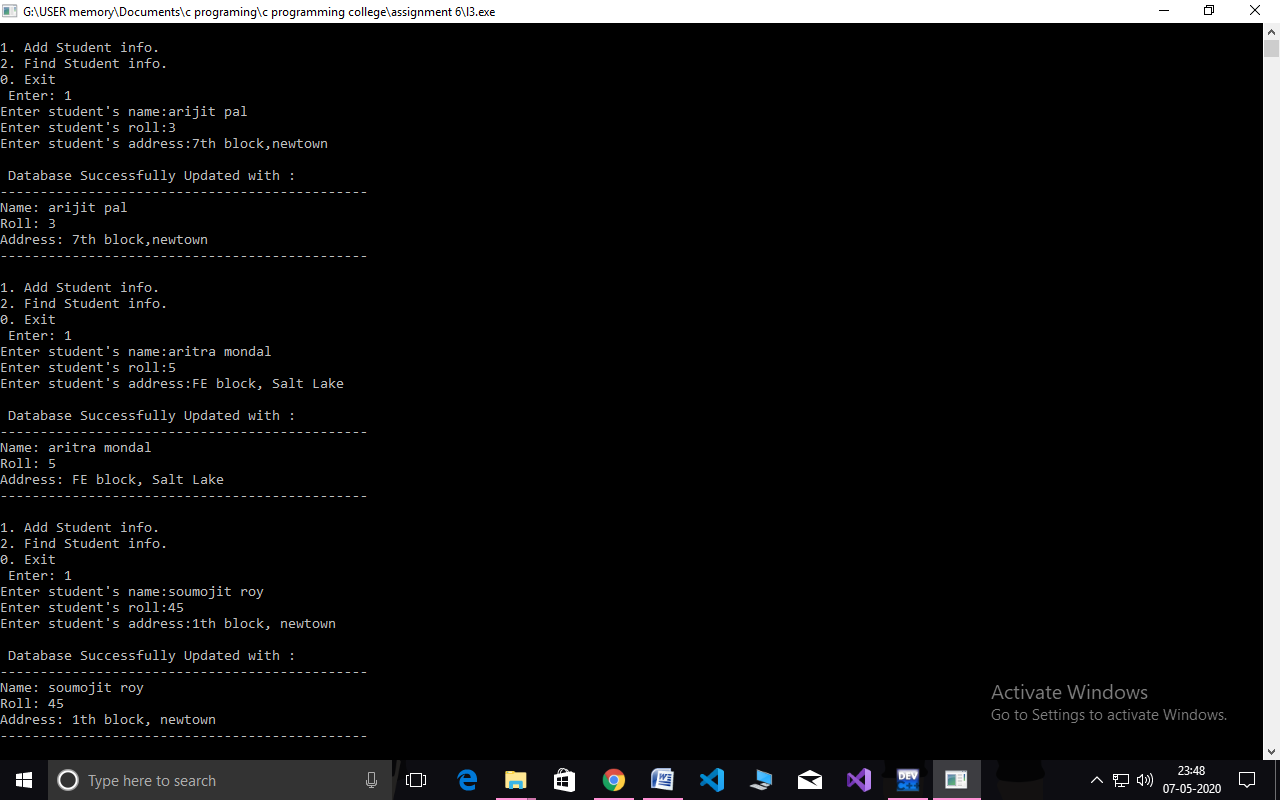 G:\USER memory\Documents\c programing\c programming college\assignment 6\l3.exe
1. Add Student info.
2. Find Student info.
0. Exit
 Enter: 1
Enter student's name:arijit pal
Enter student's roll:3
Enter student's address:7th block,newtown
 Database Successfully Updated with :
----------------------------------------------
Name: arijit pal
Roll: 3
Address: 7th block,newtown
----------------------------------------------
1. Add Student info.
2. Find Student info.
0. Exit
 Enter: 1
Enter student's name:aritra mondal
Enter student's roll:5
Enter student's address:FE block, Salt Lake
 Database Successfully Updated with :
----------------------------------------------
Name: aritra mondal
Roll: 5
Address: FE block, Salt Lake
----------------------------------------------
1. Add Student info.
2. Find Student info.
0. Exit
 Enter: 1
Enter student's name:soumojit roy
Enter student's roll:45
Enter student's address:1th block, newtown
 Database Successfully Updated with :
----------------------------------------------
Name: soumojit roy
Roll: 45
Address: 1th block, newtown
----------------------------------------------
Activate Windows
Go to Settings to activate Windows.
Type here to search
DEV
C++
23:48
07-05-2020